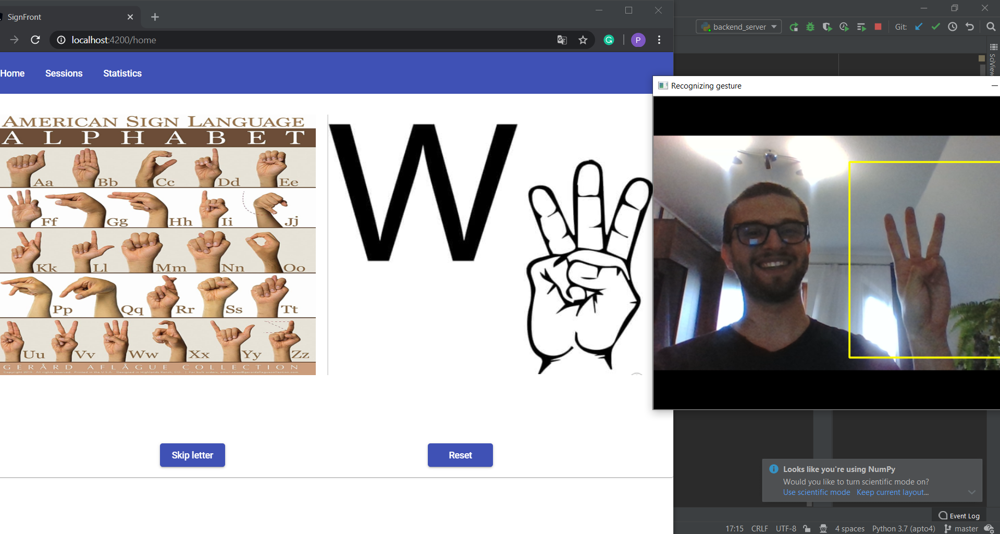 SignFront
localhost:4200/home
P
Home Sessions Statistics
AMERICAN SIGN LANGUAGE
ALPHABET
Aa Bb Cc Dd Ee
Ff Gg Hh Ii Jj
Kk Ll Mm Nn Oo
Pp Qq Rr Ss Tt
Uu Vv Ww Xx Yy Zz
GERÅRD AFLÅGUE COLLECTION
W
Skip letter
Reset
backend_server
Git:
SciView
Recognizing gesture
Looks like you're using NumPy
Would you like to turn scientific mode on?
Use scientific mode Keep current layout...
Event Log
17:15 CRLF UTF-8 4 spaces Python 3.7 (apto4) master